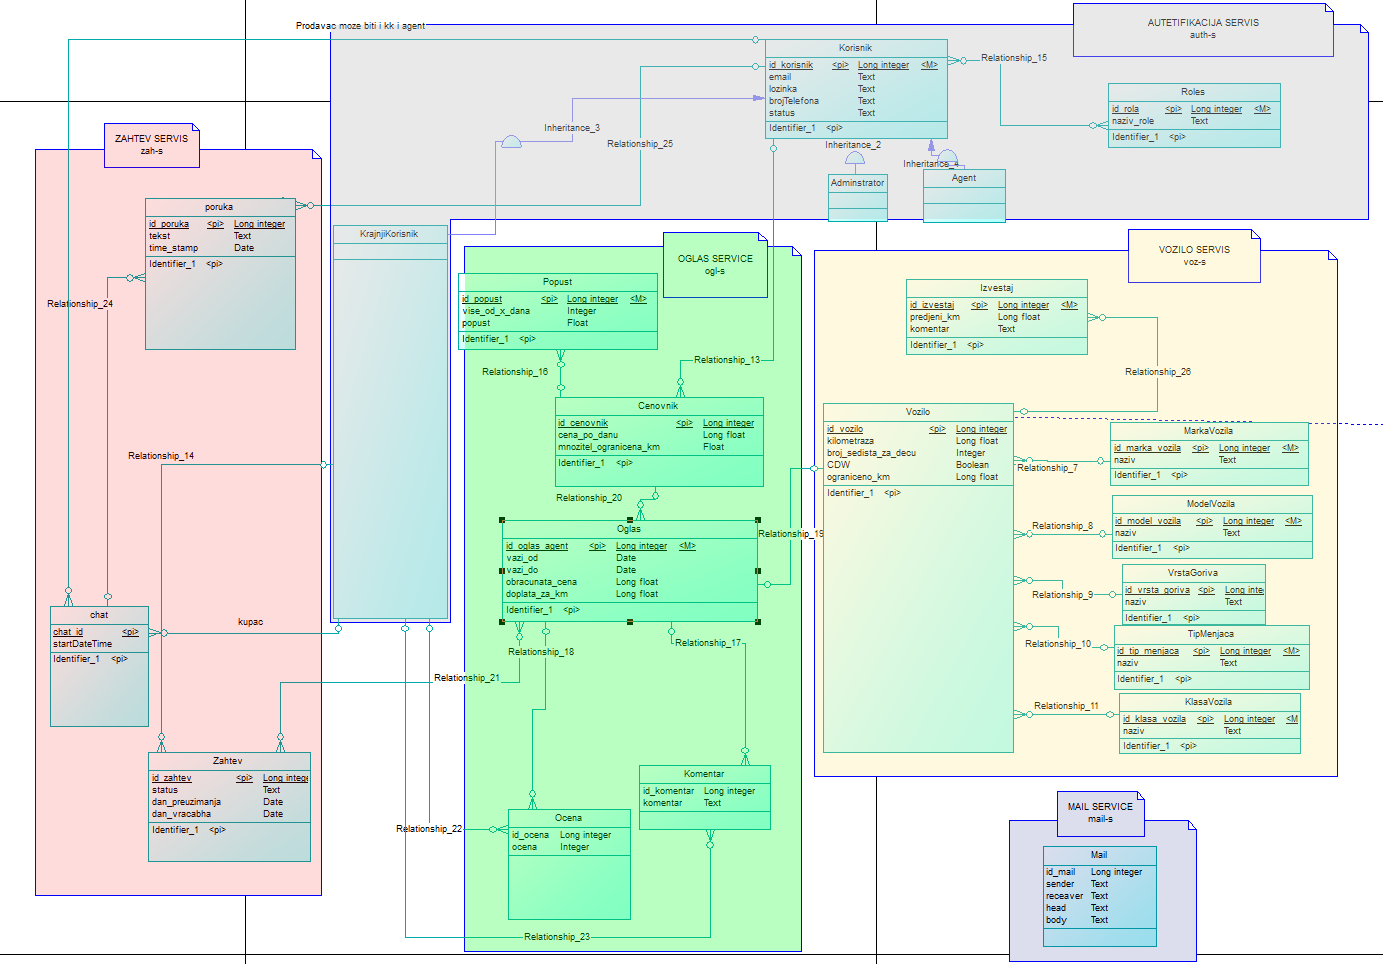 Prodavac moze biti i kk i agent
AUTETIFIKACIJA SERVIS
auth-s
Korisnik
id_korisnik <pi> Long integer <M>
email Text
lozinka Text
brojTelefona Text
status Text
Identifier_1 <pi>
Relationship_15
Roles
id_rola <pi> Long integer <M>
naziv_role Text
Identifier_1 <pi>
Inheritance_3
Relationship_25
Inheritance_2
Inheritance_4
Adminstrator
Agent
KrajnjiKorisnik
ZAHTEV SERVIS
zah-s
poruka
id_poruka <pi> Long integer
tekst Text
time_stamp Date
Identifier_1 <pi>
Relationship_24
Relationship_14
chat
chat_id <pi>
startDateTime
Identifier_1 <pi>
kupac
Zahtev
id_zahtev <pi> Long intege
status Text
dan_preuzimanja Date
dan_vracabha Date
Identifier_1 <pi>
OGLAS SERVICE
ogl-s
Popust
id_popust <pi> Long integer <M>
vise_od_x_dana Integer
popust Float
Identifier_1 <pi>
Relationship_16
Relationship_13
Cenovnik
id_cenovnik <pi> Long integer
cena_po_danu Long float
mnozitel_ogranicena_km Float
Identifier_1 <pi>
Relationship_20
Oglas
id_oglas_agent <pi> Long integer <M>
vazi_od Date
vazi_do Date
obracunata_cena Long float
doplata_za_km Long float
Identifier_1 <pi>
Relationship_19
Relationship_18
Relationship_17
Relationship_21
Komentar
id_komentar Long integer
komentar Text
Ocena
id_ocena Long integer
ocena Integer
Relationship_22
Relationship_23
VOZILO SERVIS
voz-s
Izvestaj
id_izvestaj <pi> Long integer <M>
predjeni_km Long float
komentar Text
Identifier_1 <pi>
Relationship_26
Vozilo
id_vozilo <pi> Long integer
kilometraza Long float
broj_sedista_za_decu Integer
CDW Boolean
ograniceno_km Long float
Identifier_1 <pi>
Relationship_7
MarkaVozila
id_marka_vozila <pi> Long integer <M>
naziv Text
Identifier_1 <pi>
Relationship_8
ModelVozila
id_model_vozila <pi> Long integer <M>
naziv Text
Identifier_1 <pi>
Relationship_9
VrstaGoriva
id_vrsta_goriva <pi> Long inte
naziv Text
Identifier_1 <pi>
Relationship_10
TipMenjaca
id_tip_menjaca <pi> Long integer <M>
naziv Text
Identifier_1 <pi>
Relationship_11
KlasaVozila
id_klasa_vozila <pi> Long integer <M
naziv Text
Identifier_1 <pi>
MAIL SERVICE
mail-s
Mail
id_mail Long integer
sender Text
receaver Text
head Text
body Text